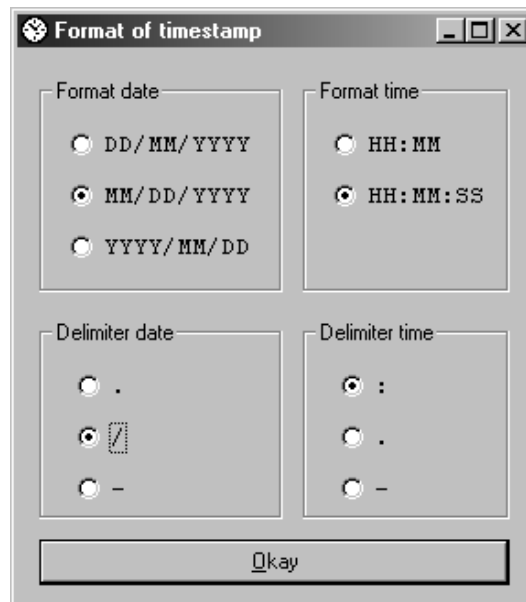 Format of timestamp
Format date
DD/MM/YYYY
MM/DD/YYYY
YYYY/MM/DD
Format time
HH:MM
HH:MM:SS
Delimiter date
.
/
-
Delimiter time
:
.
-
Okay